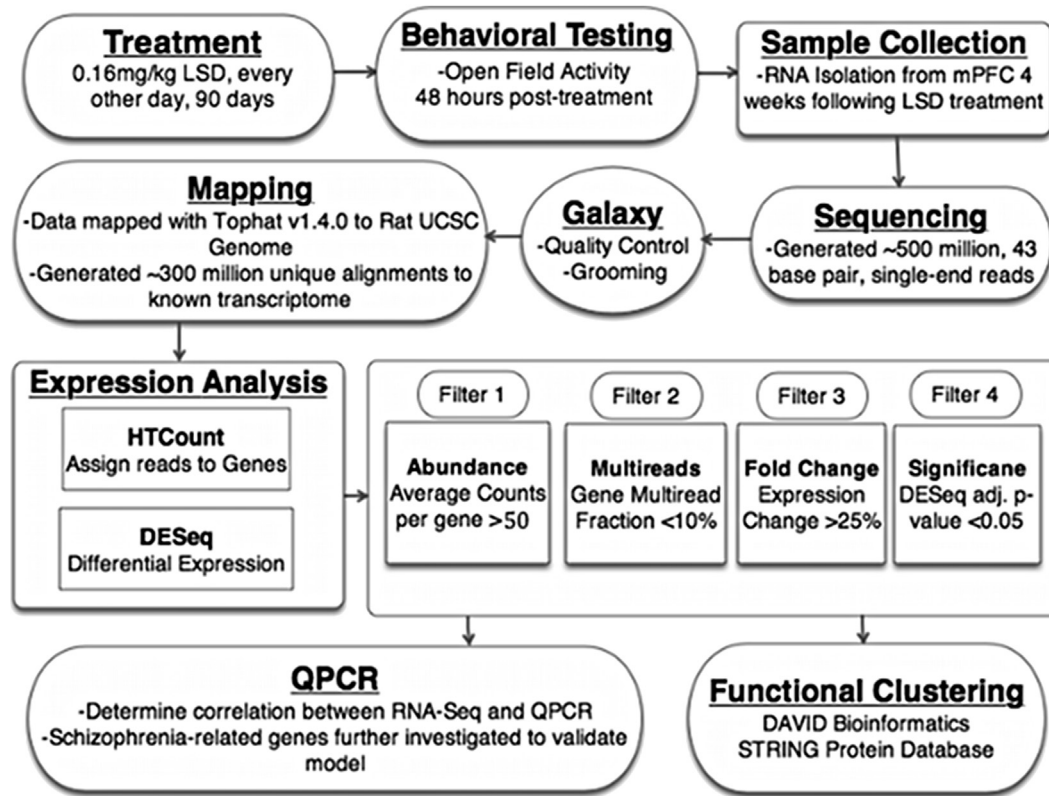 Treatment
0.16mg/kg LSD, every
other day, 90 days
Behavioral Testing
-Open Field Activity
48 hours post-treatment
Sample Collection
-RNA Isolation from mPFC 4
weeks following LSD treatment
Sequencing
-Generated ~500 million, 43
base pair, single-end reads
Galaxy
-Quality Control
-Grooming
Mapping
-Data mapped with Tophat v1.4.0 to Rat UCSC
Genome
-Generated ~300 million unique alignments to
known transcriptome
Expression Analysis
HTCount
Assign reads to Genes
DESeq
Differential Expression
Filter 1
Abundance
Average Counts
per gene >50
Filter 2
Multireads
Gene Multiread
Fraction <10%
Filter 3
Fold Change
Expression
Change >25%
Filter 4
Significane
DESeq adj. p-
value <0.05
QPCR
-Determine correlation between RNA-Seq and QPCR
-Schizophrenia-related genes further investigated to validate
model
Functional Clustering
DAVID Bioinformatics
STRING Protein Database